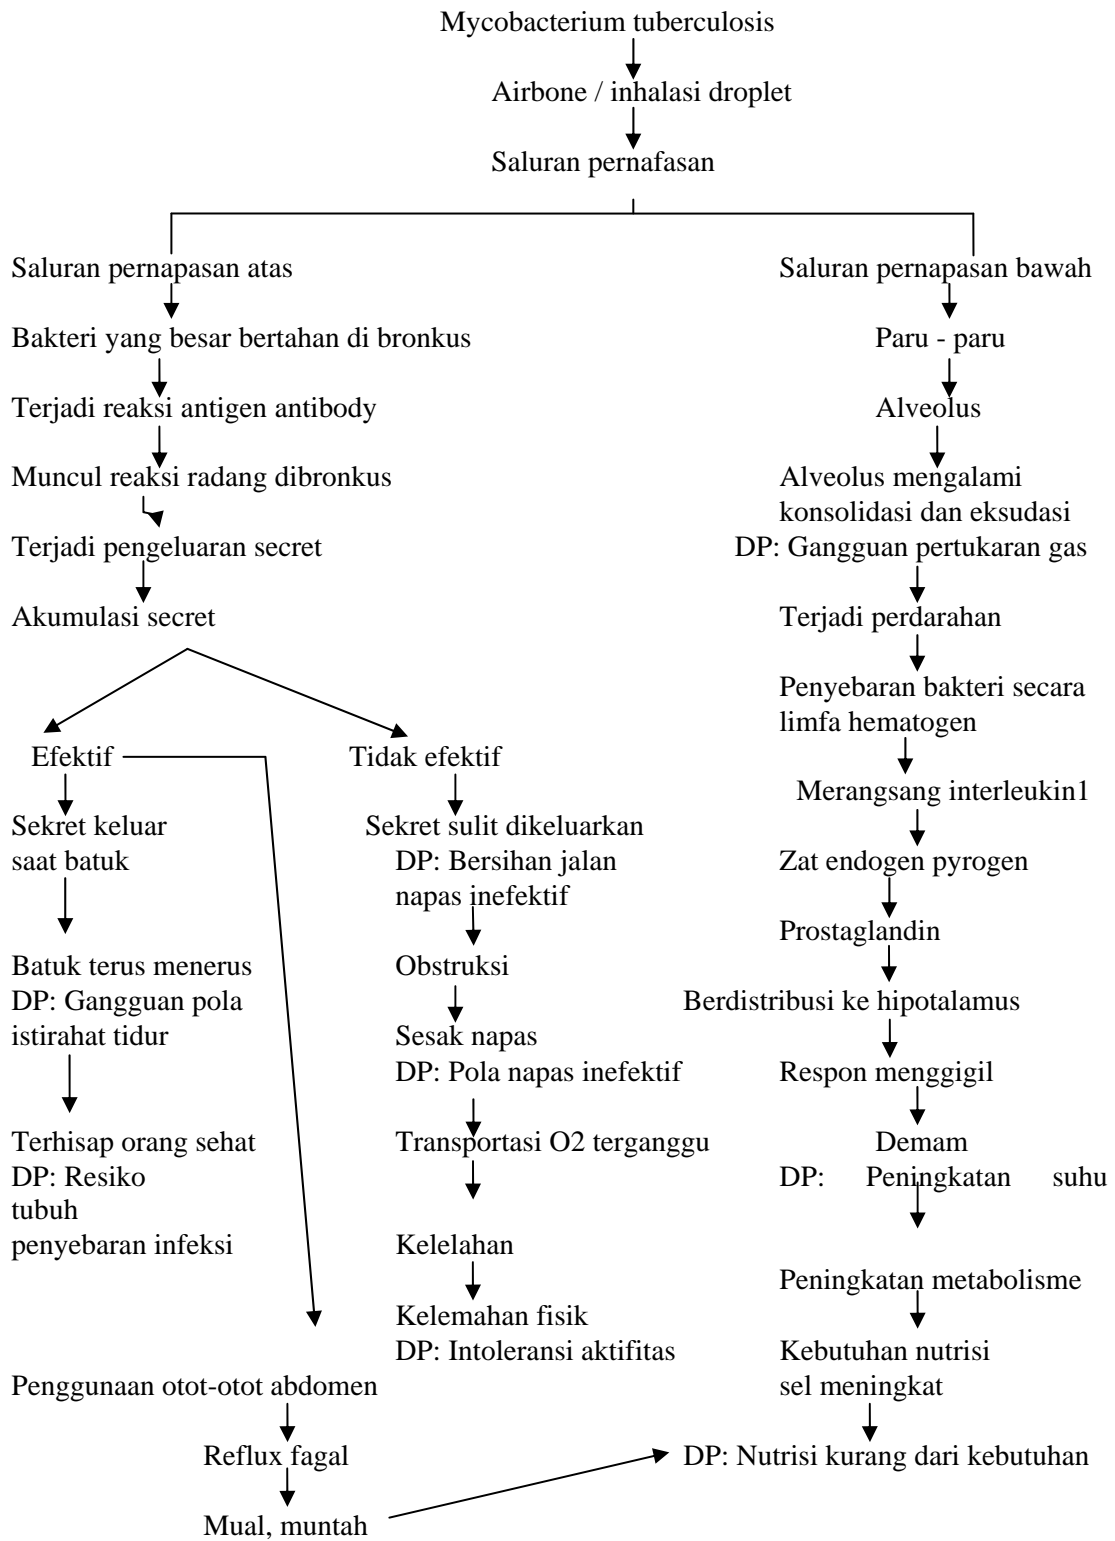 Mycobacterium tuberculosis
Airbone / inhalasi droplet
Saluran pernafasan
Saluran pernapasan atas
Bakteri yang besar bertahan di bronkus
Terjadi reaksi antigen antibody
Muncul reaksi radang dibronkus
Terjadi pengeluaran secret
Akumulasi secret
Efektif
Sekret keluar
saat batuk
Batuk terus menerus
DP: Gangguan pola
istirahat tidur
Terhisap orang sehat
DP: Resiko
tubuh
penyebaran infeksi
Penggunaan otot-otot abdomen
Reflux fagal
Mual, muntah
Tidak efektif
Sekret sulit dikeluarkan
DP: Bersihan jalan
napas inefektif
Obstruksi
Sesak napas
DP: Pola napas inefektif
Transportasi O2 terganggu
Kelelahan
Kelemahan fisik
DP: Intoleransi aktifitas
Saluran pernapasan bawah
Paru - paru
Alveolus
Alveolus mengalami
konsolidasi dan eksudasi
DP: Gangguan pertukaran gas
Terjadi perdarahan
Penyebaran bakteri secara
limfa hematogen
Merangsang interleukin1
Zat endogen pyrogen
Prostaglandin
Berdistribusi ke hipotalamus
Respon menggigil
Demam
DP: Peningkatan suhu
Peningkatan metabolisme
Kebutuhan nutrisi
sel meningkat
DP: Nutrisi kurang dari kebutuhan